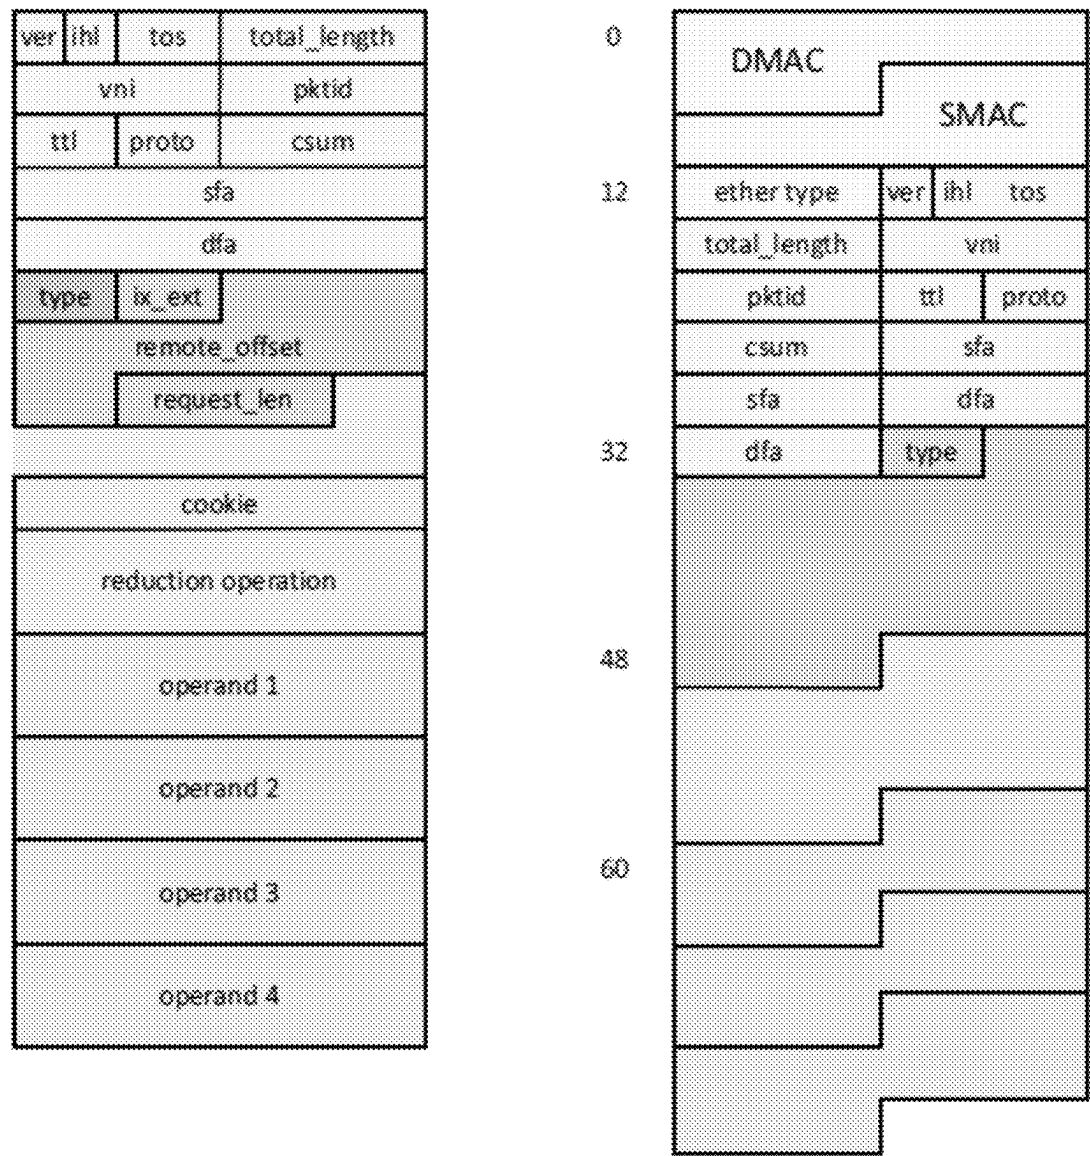 ver ihl tos total_length
vni pktid
ttl proto csum
sfa
dfa
type ix_ext
remote_offset
request_len
cookie
reduction operation
operand 1
operand 2
operand 3
operand 4
0 DMAC
SMAC
12 ether type ver ihl tos
total_length vni
pktid ttl proto
csum sfa
sfa dfa
32 dfa type
48
60